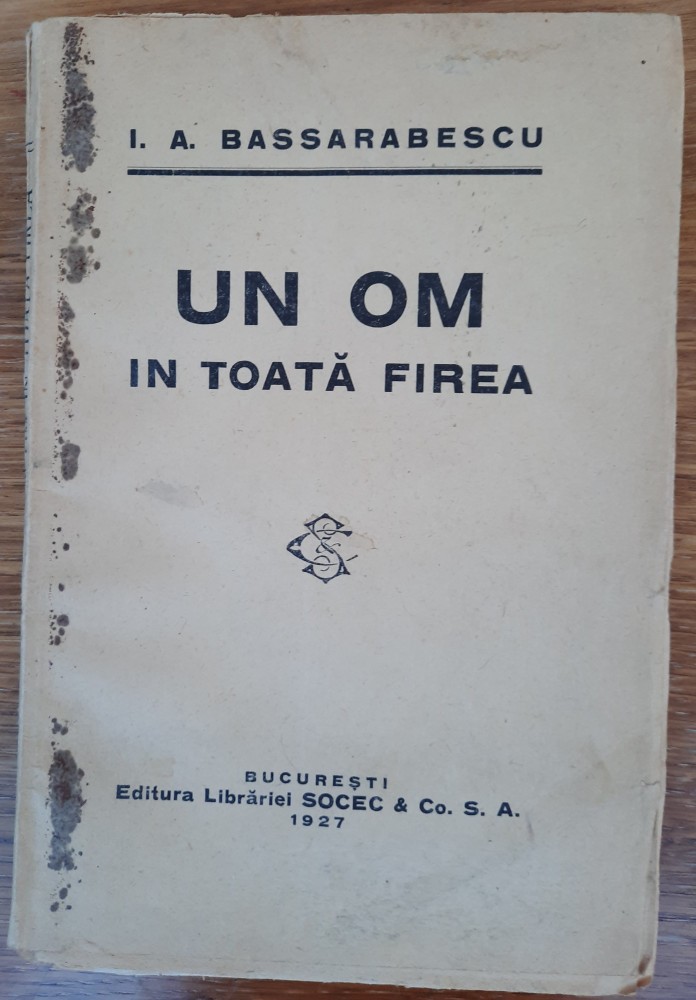 I. A. BASSARABESCU
UN OM
IN TOATĂ FIREA
BUCUREȘTI
Editura Librăriei SOCEC & Co. S. A.
1927